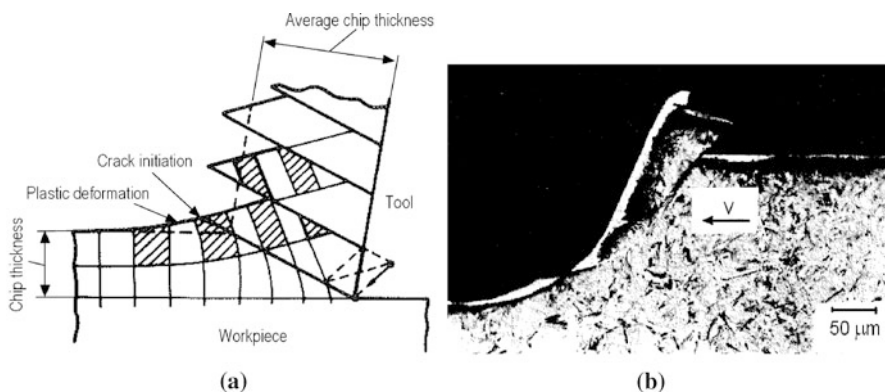 Average chip thickness
Crack initiation
Plastic deformation
Tool
Chip thickness
Workpiece
(a)
V
50 μm
(b)